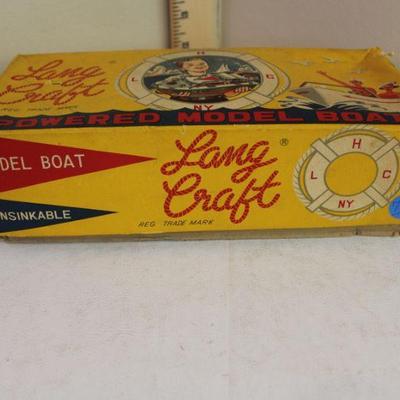 Lang
Craft
REG. TRADE MARK
H
L C
NY
POWERED MODEL BOAT
DEL BOAT
NSINKABLE
Lang ®
Craft
REG. TRADE MARK
H
L C
NY